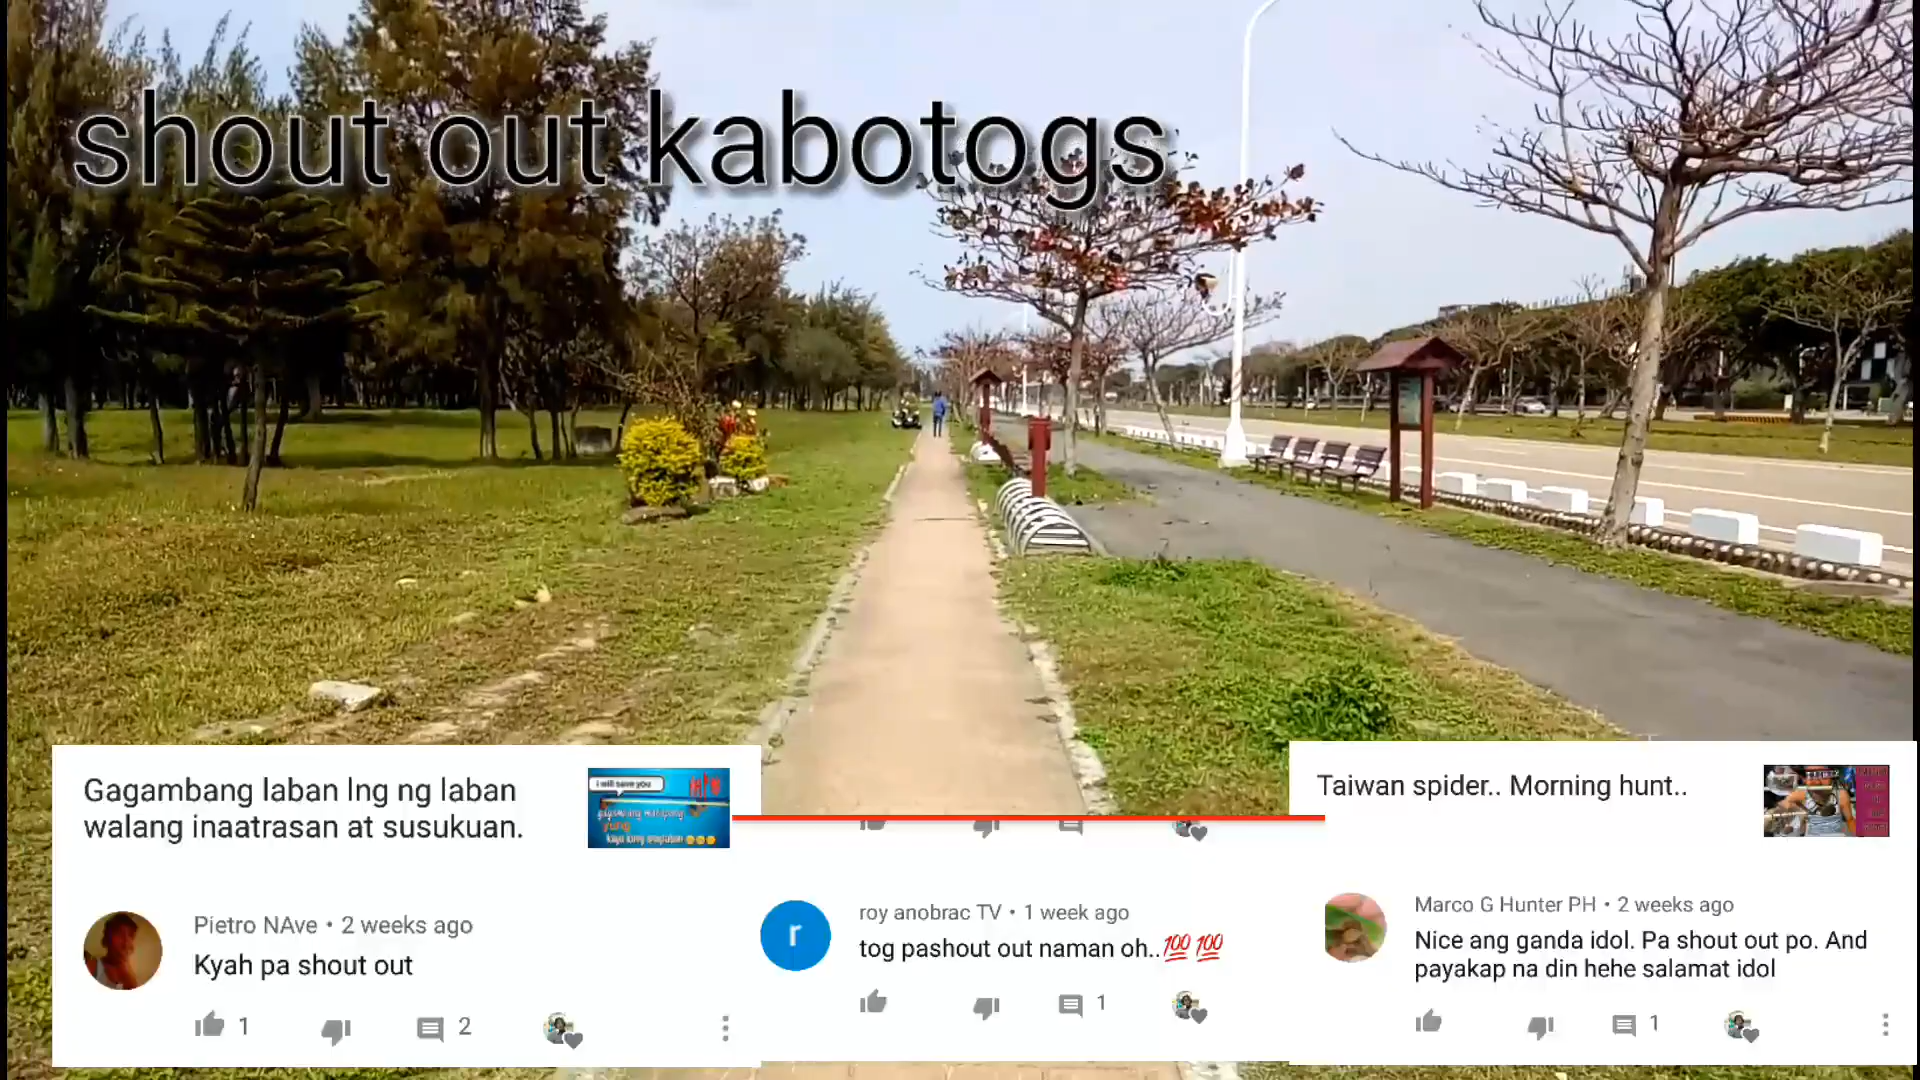 shout out kabotogs
Gagambang laban lng ng laban
walang inaatrasan at susukuan.
I will save you
Pietro NAve • 2 weeks ago
Kyah pa shout out
1
2
roy anobrac TV • 1 week ago
tog pashout out naman oh..💯💯
1
Taiwan spider.. Morning hunt..
Marco G Hunter PH • 2 weeks ago
Nice ang ganda idol. Pa shout out po. And
payakap na din hehe salamat idol
1